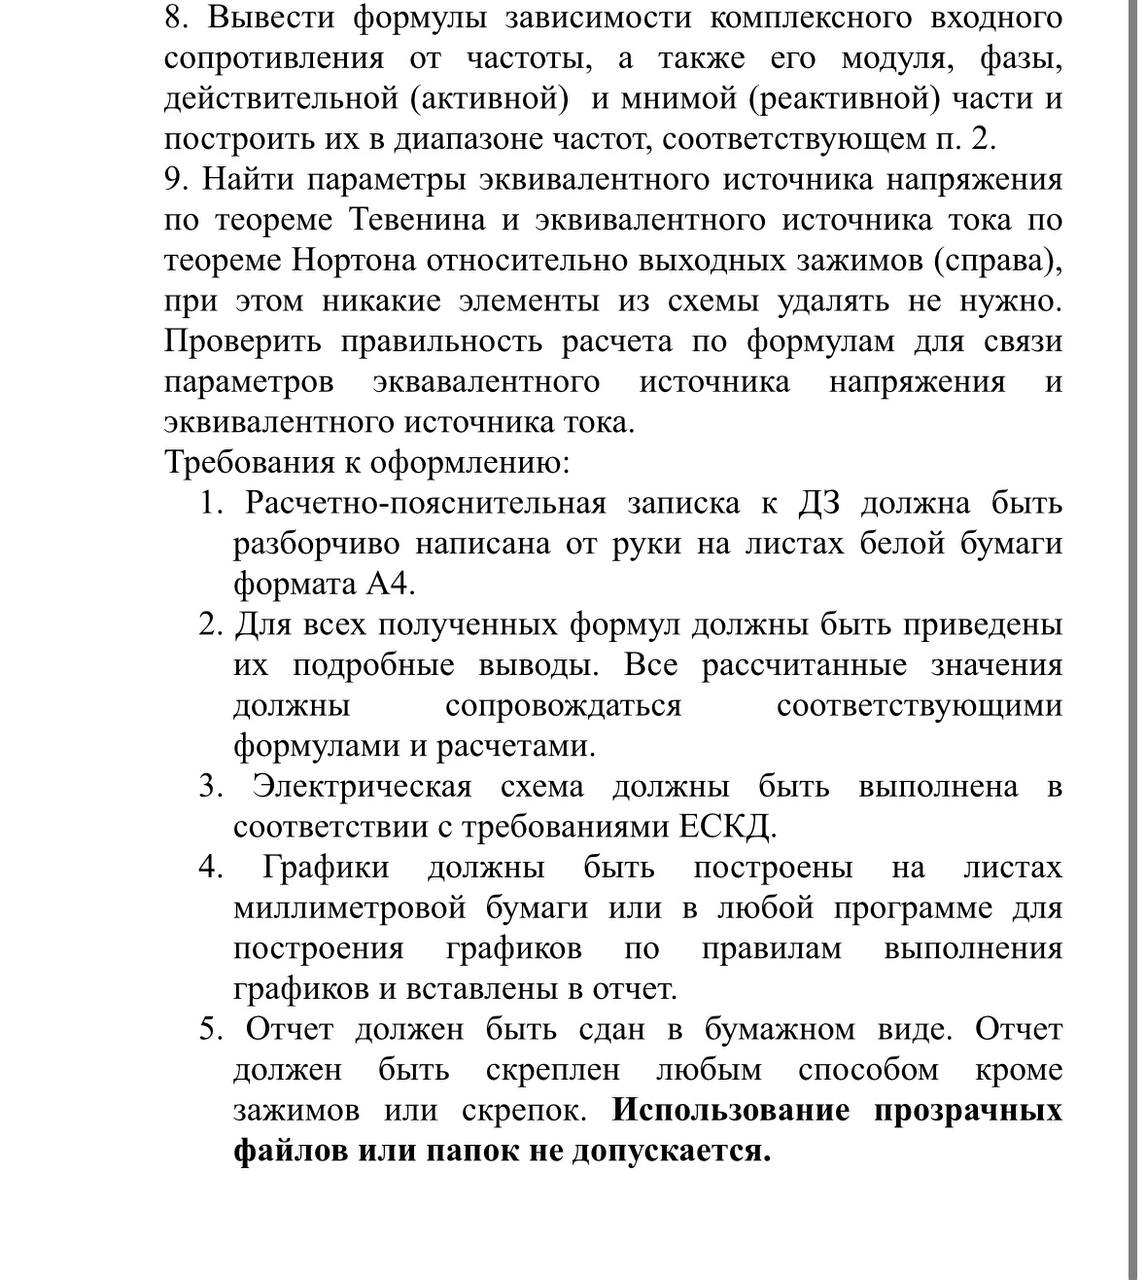 8. Вывести формулы зависимости комплексного входного
сопротивления от частоты, а также его модуля, фазы,
действительной (активной) и мнимой (реактивной) части и
построить их в диапазоне частот, соответствующем п. 2.
9. Найти параметры эквивалентного источника напряжения
по теореме Тевенина и эквивалентного источника тока по
теореме Нортона относительно выходных зажимов (справа),
при этом никакие элементы из схемы удалять не нужно.
Проверить правильность расчета по формулам для связи
параметров эквавалентного источника напряжения и
эквивалентного источника тока.
Требования к оформлению:
1. Расчетно-пояснительная записка к ДЗ должна быть
разборчиво написана от руки на листах белой бумаги
формата А4.
2. Для всех полученных формул должны быть приведены
их подробные выводы. Все рассчитанные значения
должны сопровождаться соответствующими
формулами и расчетами.
3. Электрическая схема должны быть выполнена в
соответствии с требованиями ЕСКД.
4. Графики должны быть построены на листах
миллиметровой бумаги или в любой программе для
построения графиков по правилам выполнения
графиков и вставлены в отчет.
5. Отчет должен быть сдан в бумажном виде. Отчет
должен быть скреплен любым способом кроме
зажимов или скрепок. Использование прозрачных
файлов или папок не допускается.